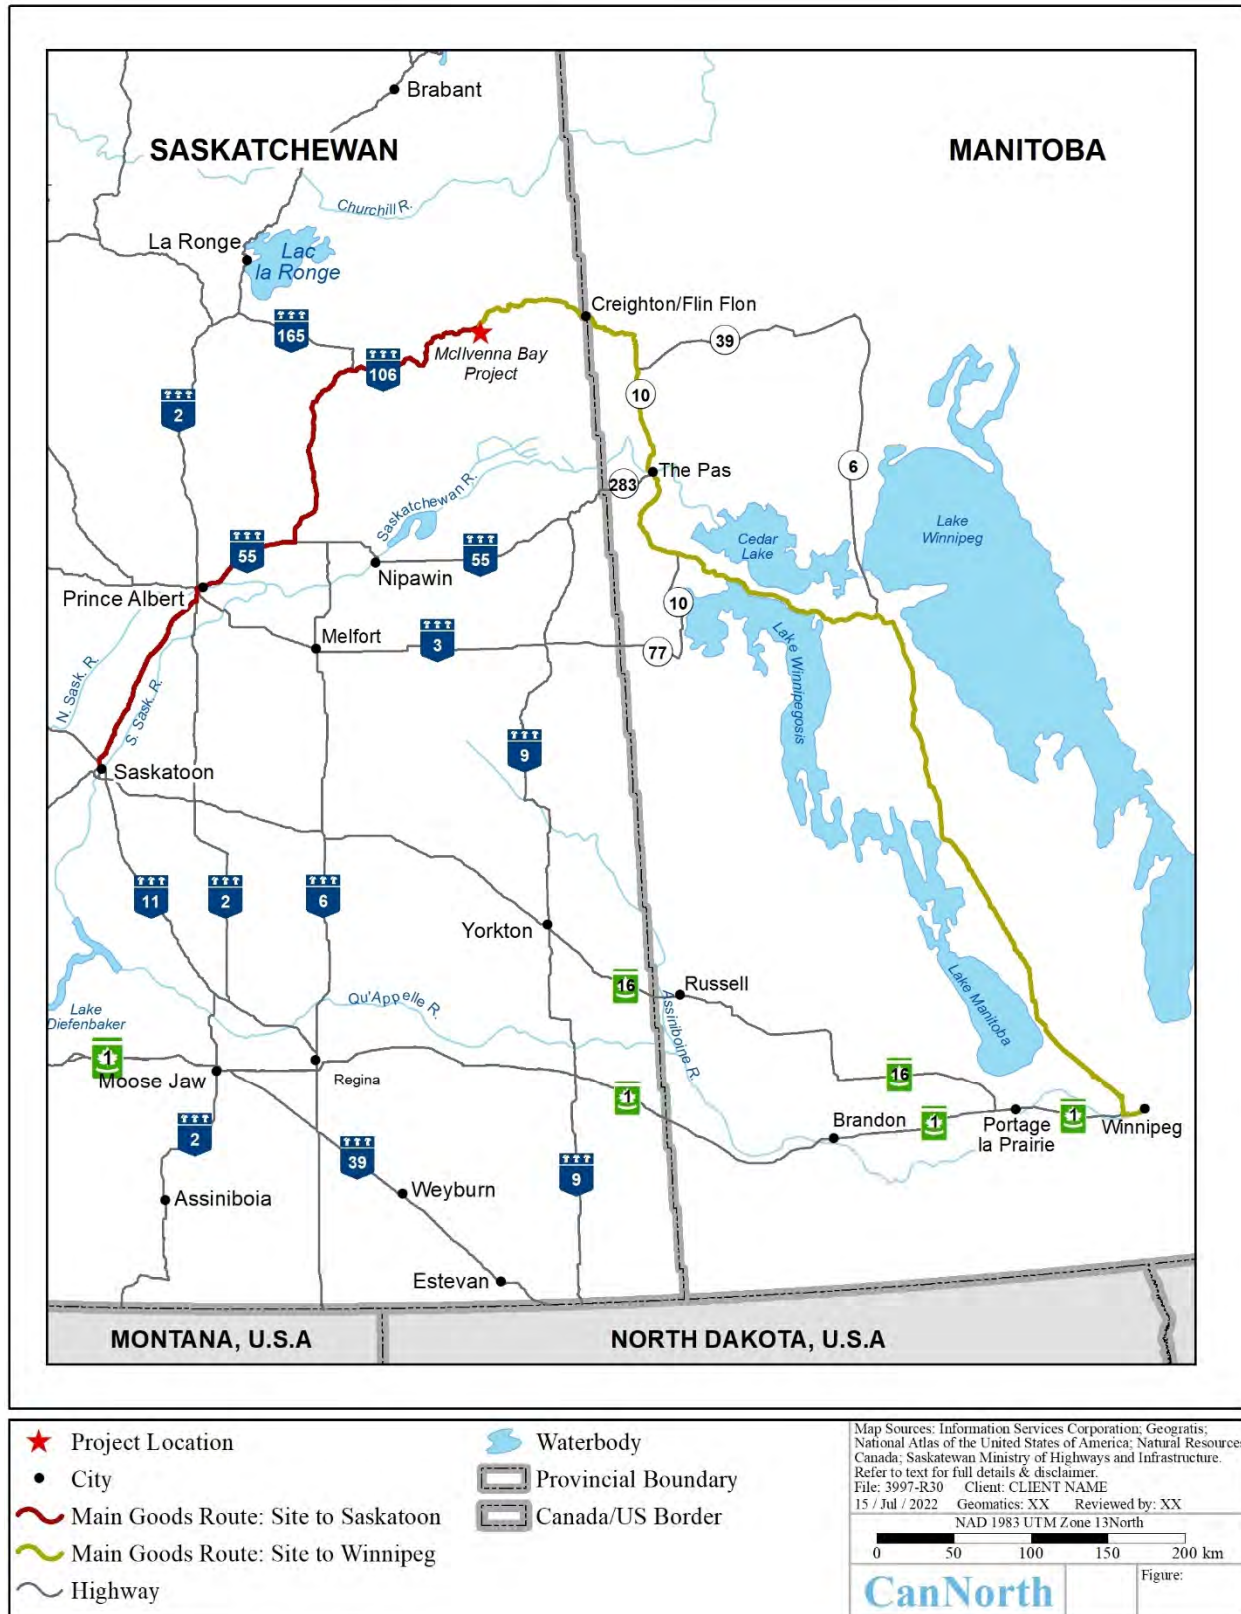 Brabant
SASKATCHEWAN
MANITOBA
Churchill R.
La Ronge
Lac
la Ronge
Creighton/Flin Flon
165
39
McIlvenna Bay
Project
106
2
10
6
The Pas
283
Saskatchewan R.
Lake
Winnipeg
Cedar
Lake
55
55
Nipawin
Prince Albert
10
Melfort
3
77
Lake Winnipegosis
N. Sask. R.
S. Sask. R.
9
Saskatoon
11
2
6
Yorkton
16
Russell
Qu'Appelle R.
Assiniboine R.
Lake Manitoba
Lake
Diefenbaker
1
Moose Jaw
Regina
16
1
Brandon
1
Portage
la Prairie
1
Winnipeg
2
39
9
Assiniboia
Weyburn
Estevan
MONTANA, U.S.A
NORTH DAKOTA, U.S.A
Project Location
City
Main Goods Route: Site to Saskatoon
Main Goods Route: Site to Winnipeg
Highway
Waterbody
Provincial Boundary
Canada/US Border
Map Sources: Information Services Corporation; Geogratis;
National Atlas of the United States of America; Natural Resources
Canada; Saskatewan Ministry of Highways and Infrastructure.
Refer to text for full details & disclaimer.
File: 3997-R30 Client: CLIENT NAME
15 / Jul / 2022 Geomatics: XX Reviewed by: XX
NAD 1983 UTM Zone 13North
0 50 100 150 200 km
CanNorth
Figure: